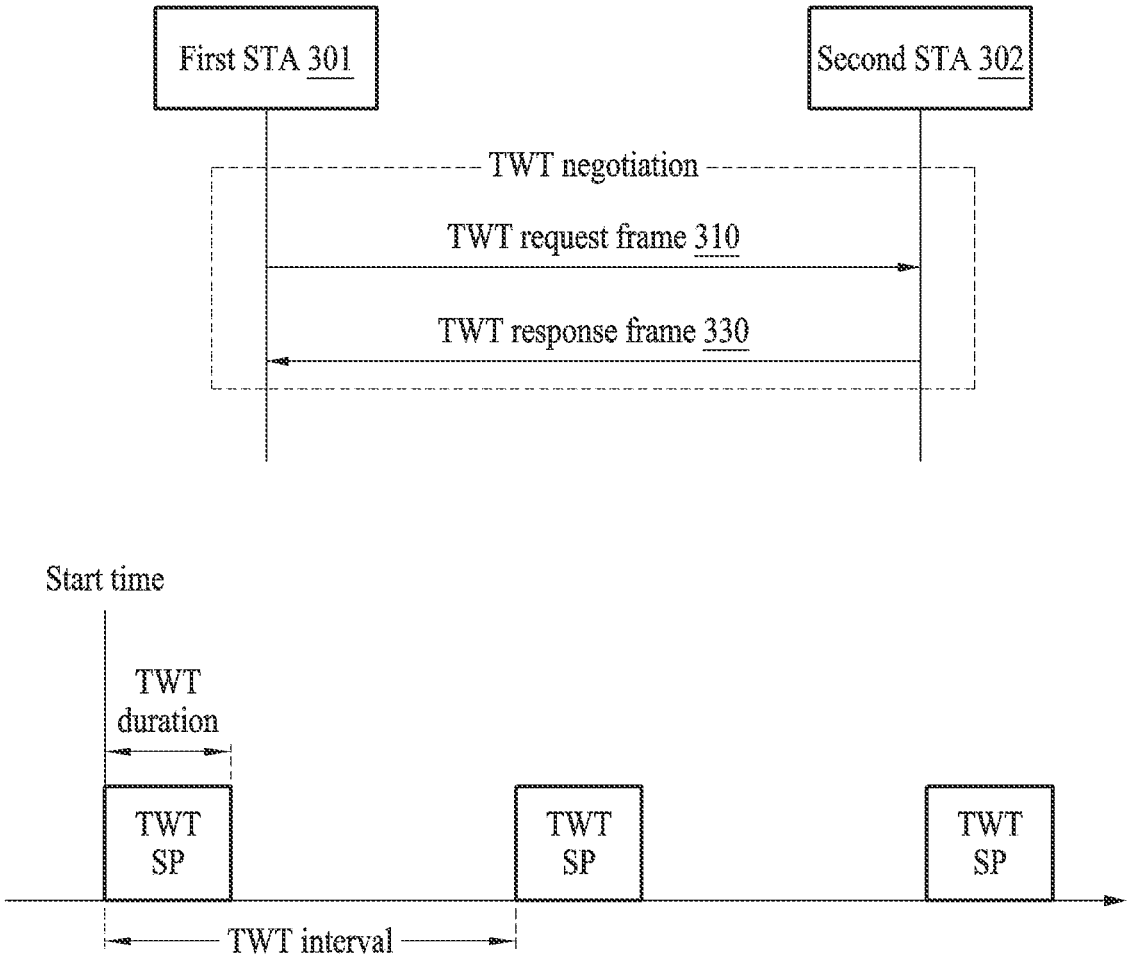 First STA 301
Second STA 302
TWT negotiation
TWT request frame 310
TWT response frame 330
Start time
TWT
duration
TWT
SP
TWT
SP
TWT
SP
TWT interval